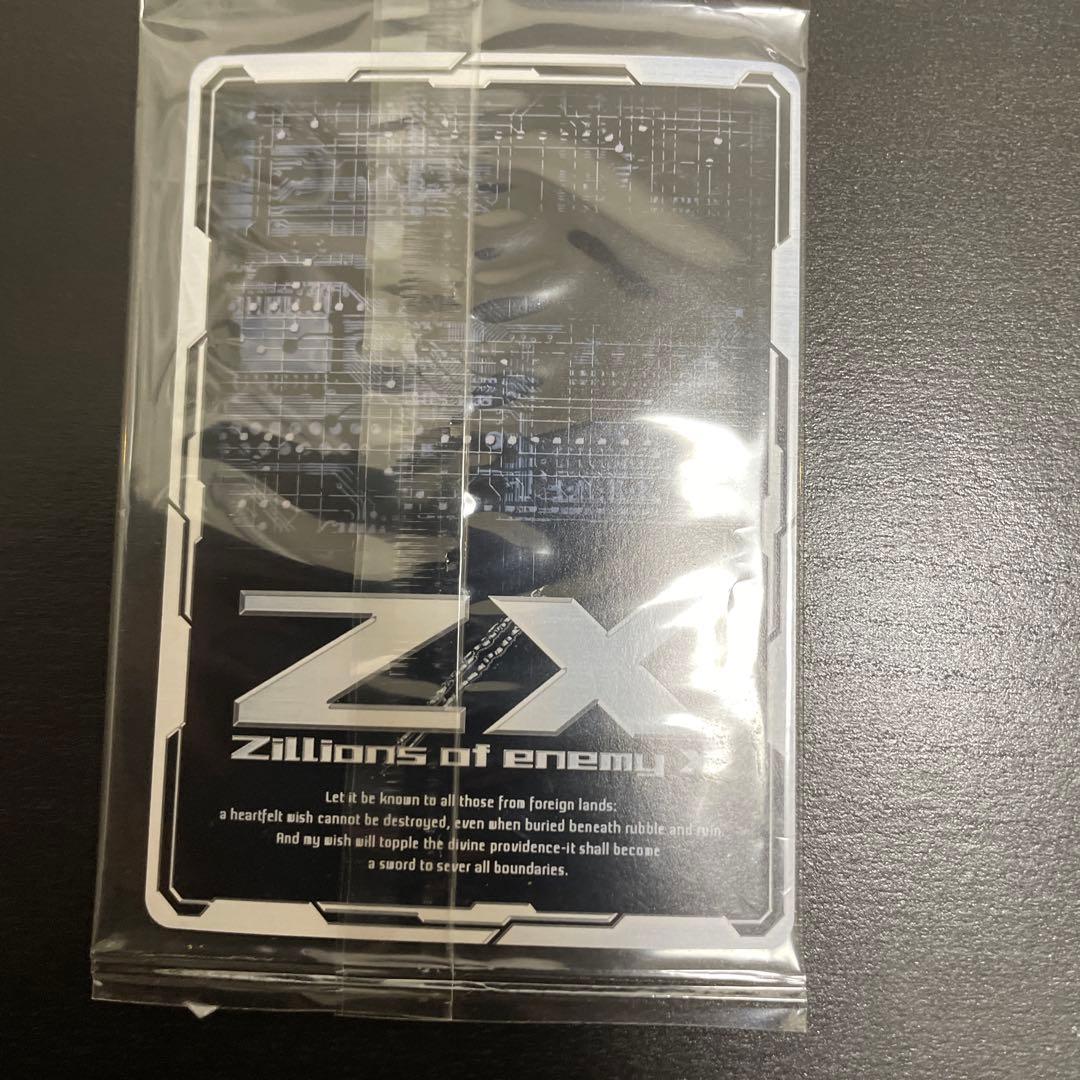 ZX
Zillions of enemy X
Let it be known to all those from foreign lands:
a heartfelt wish cannot be destroyed, even when buried beneath rubble and ruin.
And my wish will topple the divine providence-it shall become
a sword to sever all boundaries.